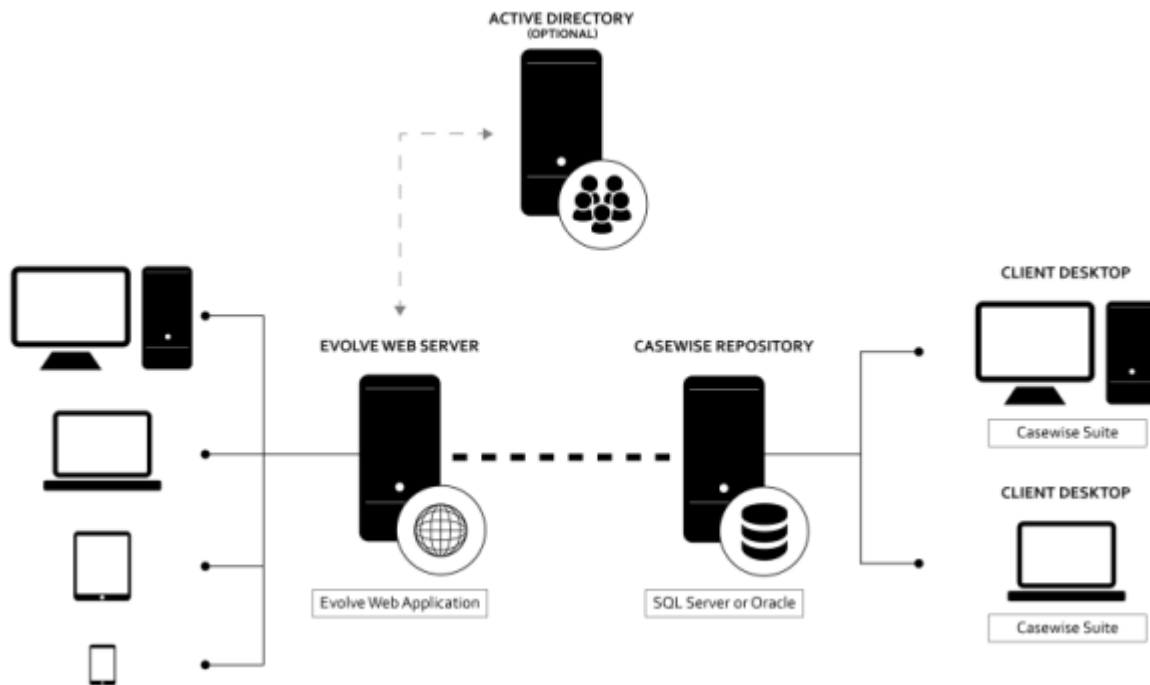 ACTIVE DIRECTORY
(OPTIONAL)
CLIENT DESKTOP
EVOLVE WEB SERVER
CASEWISE REPOSITORY
Casewise Suite
CLIENT DESKTOP
Evolve Web Application
SQL Server or Oracle
Casewise Suite